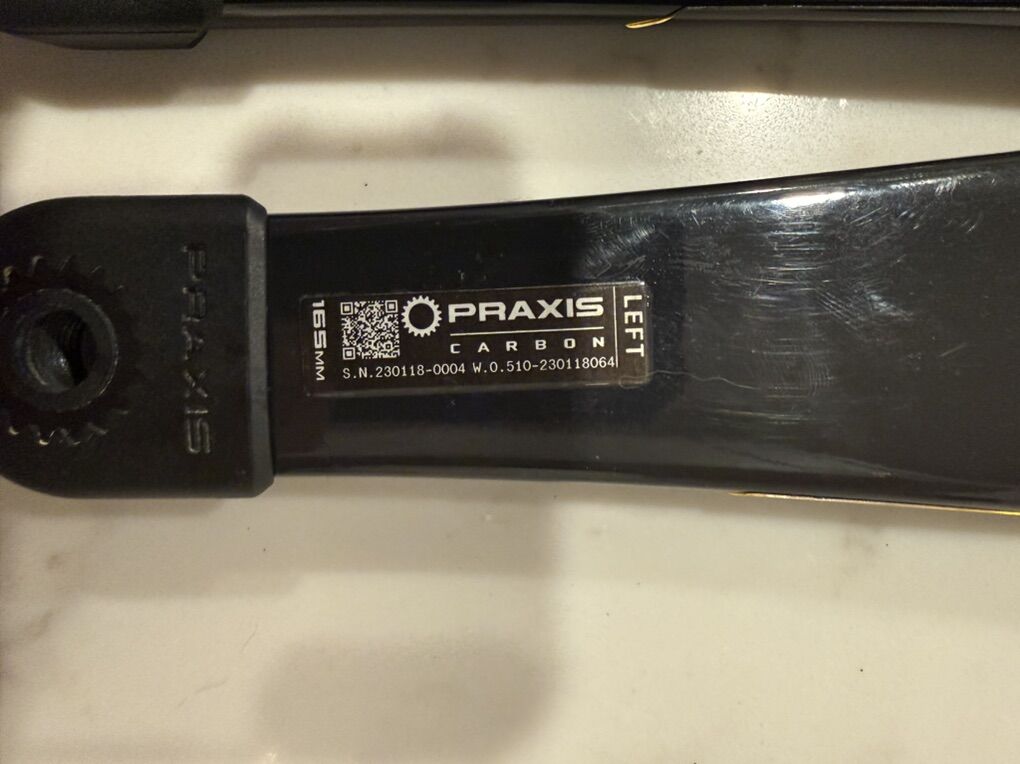 PRAXIS
165MM
PRAXIS
CARBON
S.N.230118-0004 W.O.510-230118064
LEFT